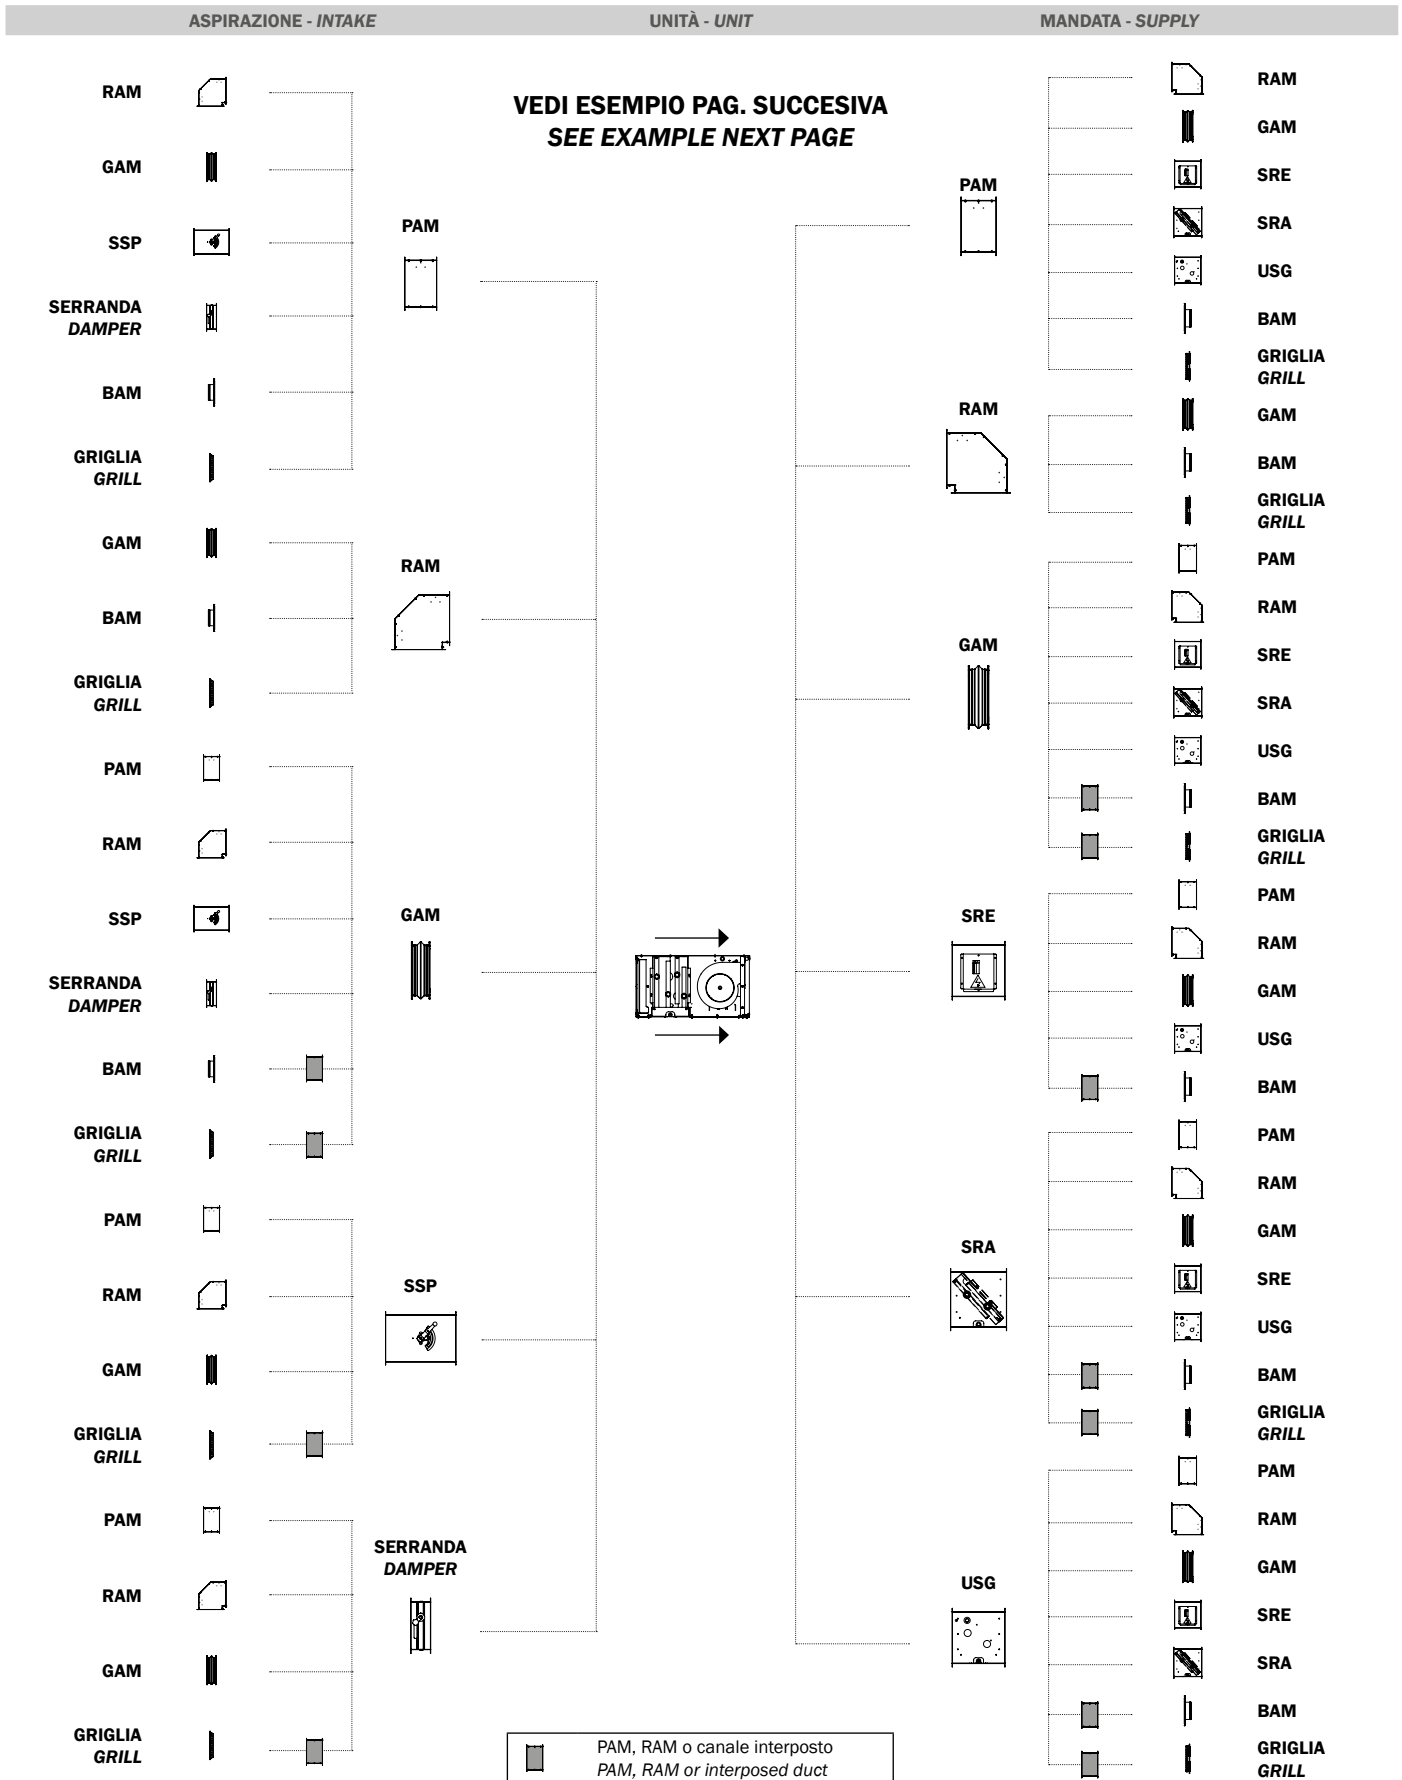 ASPIRAZIONE - INTAKE
UNITÀ - UNIT
MANDATA - SUPPLY
VEDI ESEMPIO PAG. SUCCESIVA
SEE EXAMPLE NEXT PAGE
RAM
GAM
SSP
SERRANDA
DAMPER
BAM
GRIGLIA
GRILL
PAM
GAM
BAM
GRIGLIA
GRILL
RAM
PAM
RAM
SSP
SERRANDA
DAMPER
BAM
GRIGLIA
GRILL
GAM
PAM
RAM
GAM
GRIGLIA
GRILL
SSP
PAM
RAM
GAM
GRIGLIA
GRILL
SERRANDA
DAMPER
PAM
RAM
GAM
SRE
SRA
USG
BAM
GRIGLIA
GRILL
RAM
GAM
BAM
GRIGLIA
GRILL
GAM
PAM
RAM
SRE
SRA
USG
BAM
GRIGLIA
GRILL
SRE
PAM
RAM
GAM
USG
BAM
SRA
PAM
RAM
GAM
SRE
USG
BAM
GRIGLIA
GRILL
USG
PAM
RAM
GAM
SRE
SRA
BAM
GRIGLIA
GRILL
PAM, RAM o canale interposto
PAM, RAM or interposed duct